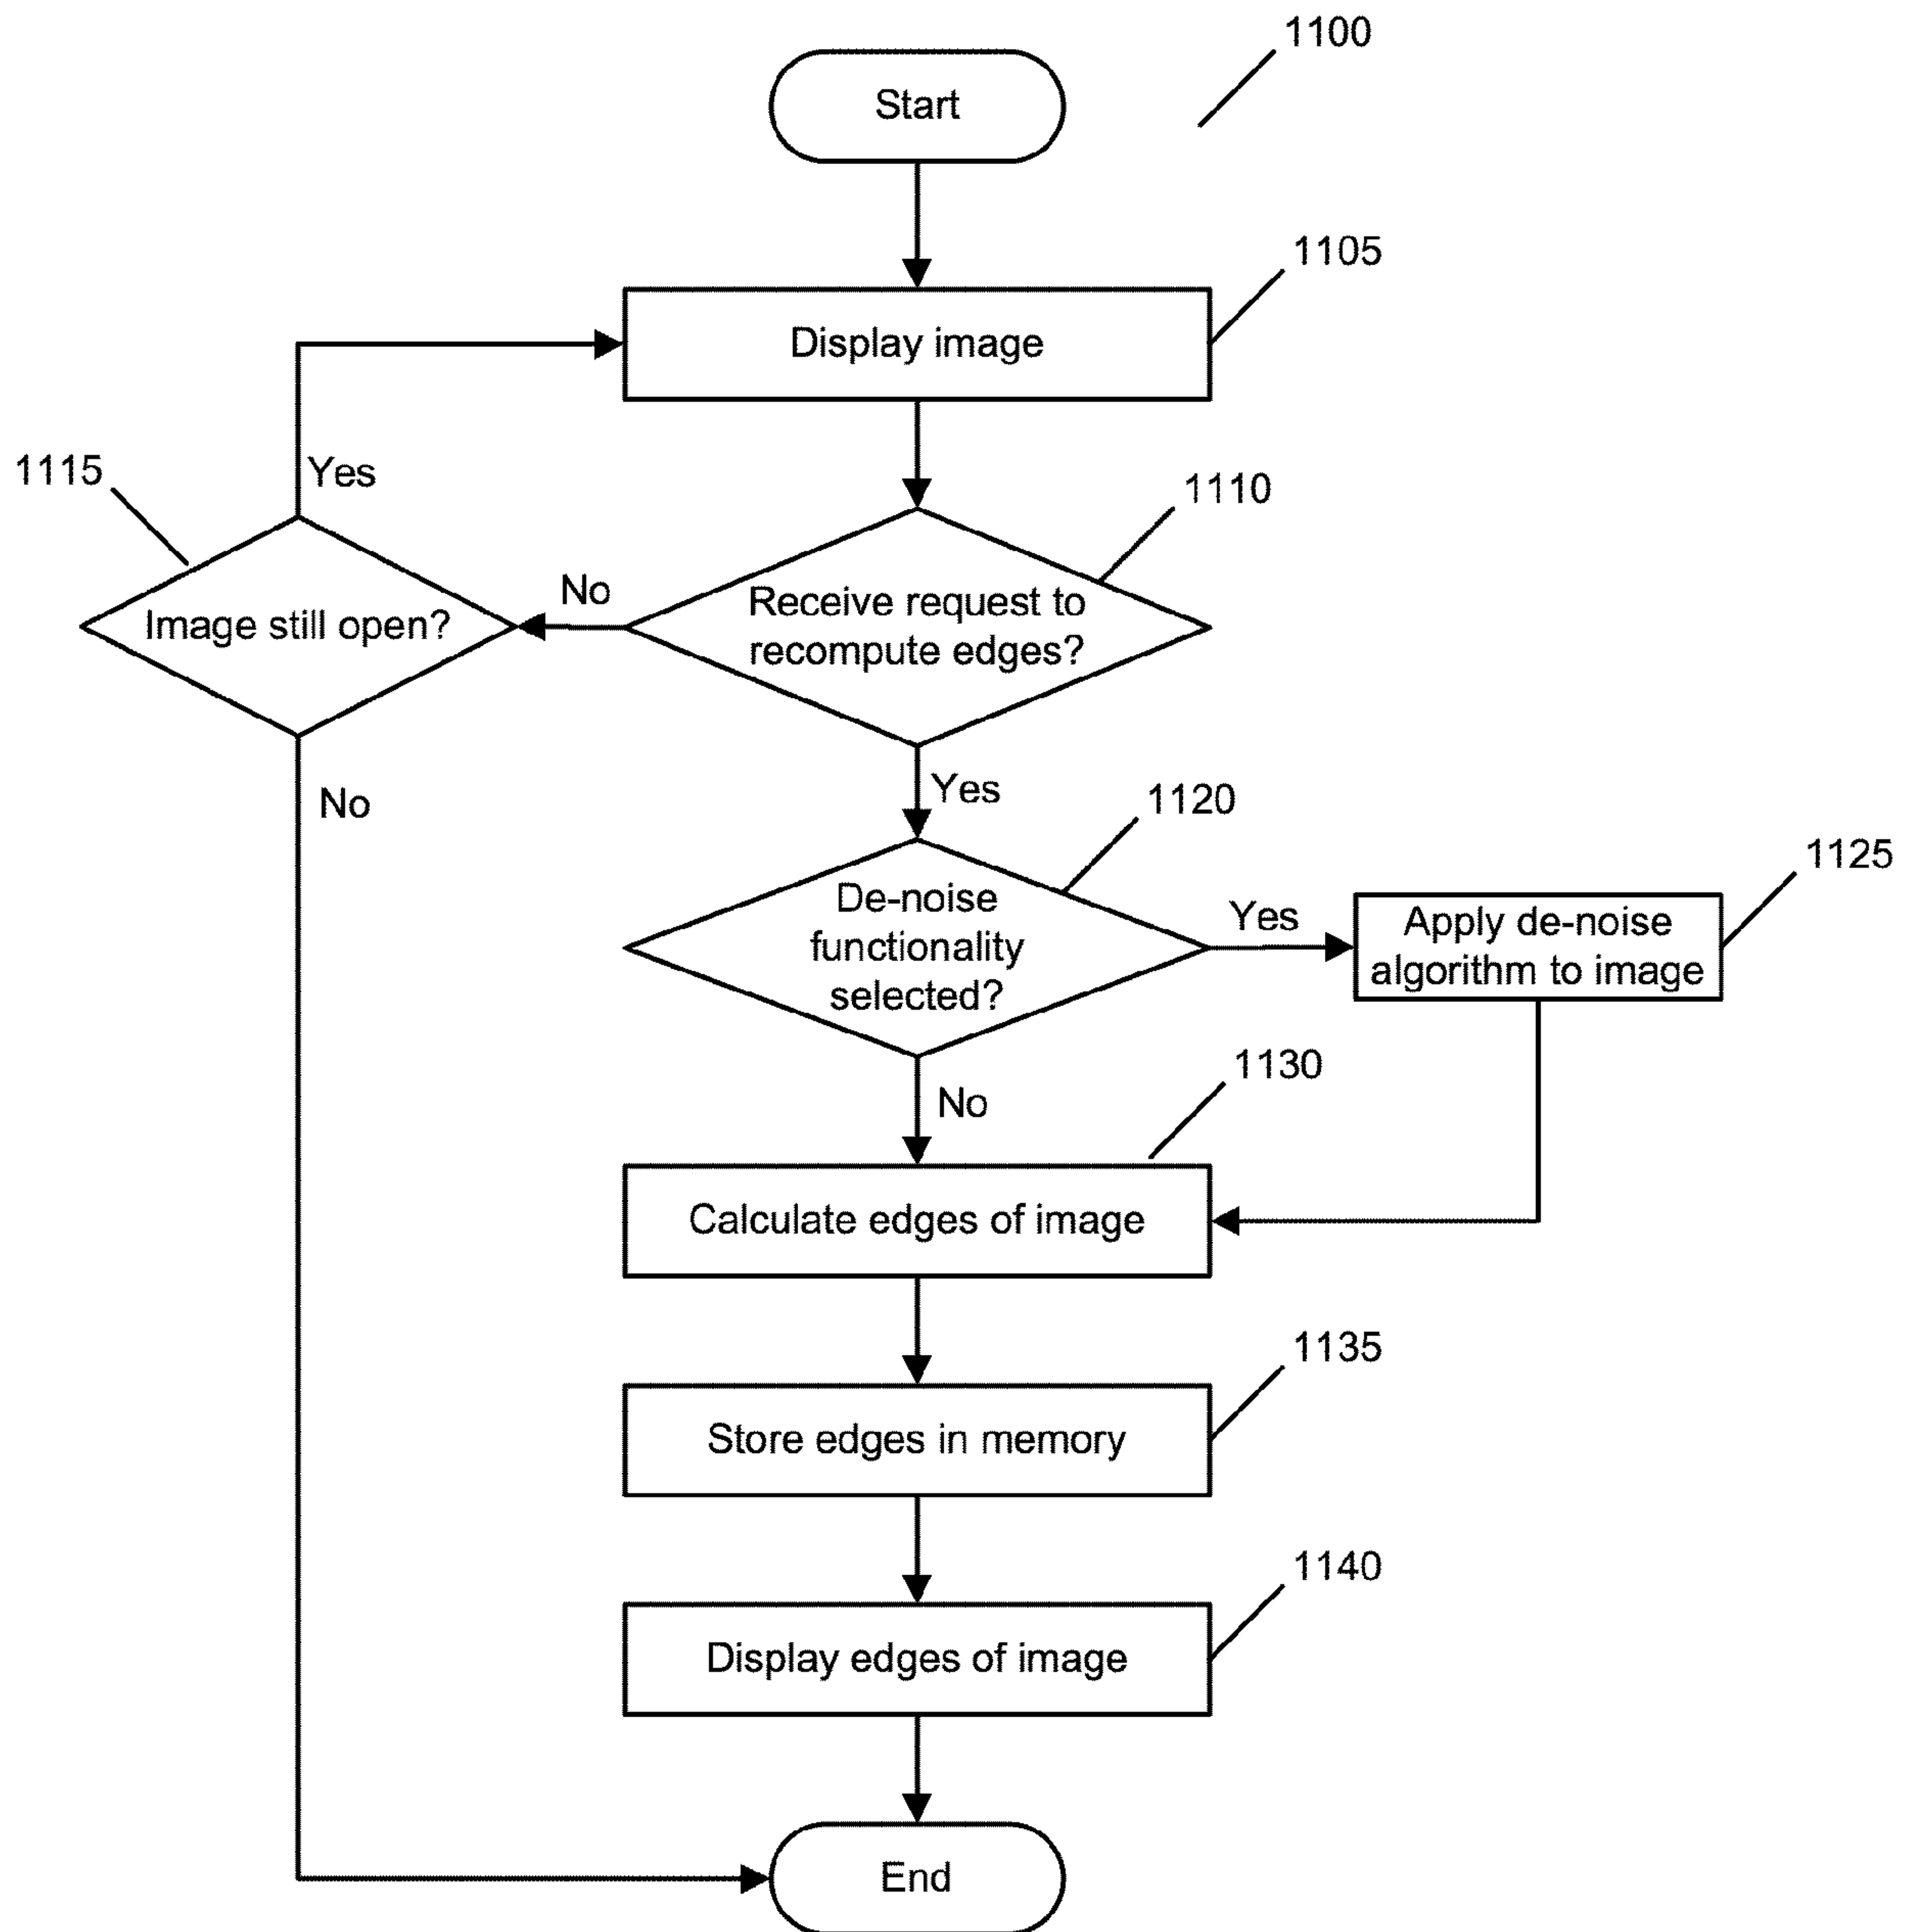 1100
Start
1105
Display image
1115
Yes
1110
No
Image still open?
Receive request to
recompute edges?
No
Yes
1120
De-noise
functionality
selected?
Yes
1125
Apply de-noise
algorithm to image
No
1130
Calculate edges of image
1135
Store edges in memory
1140
Display edges of image
End